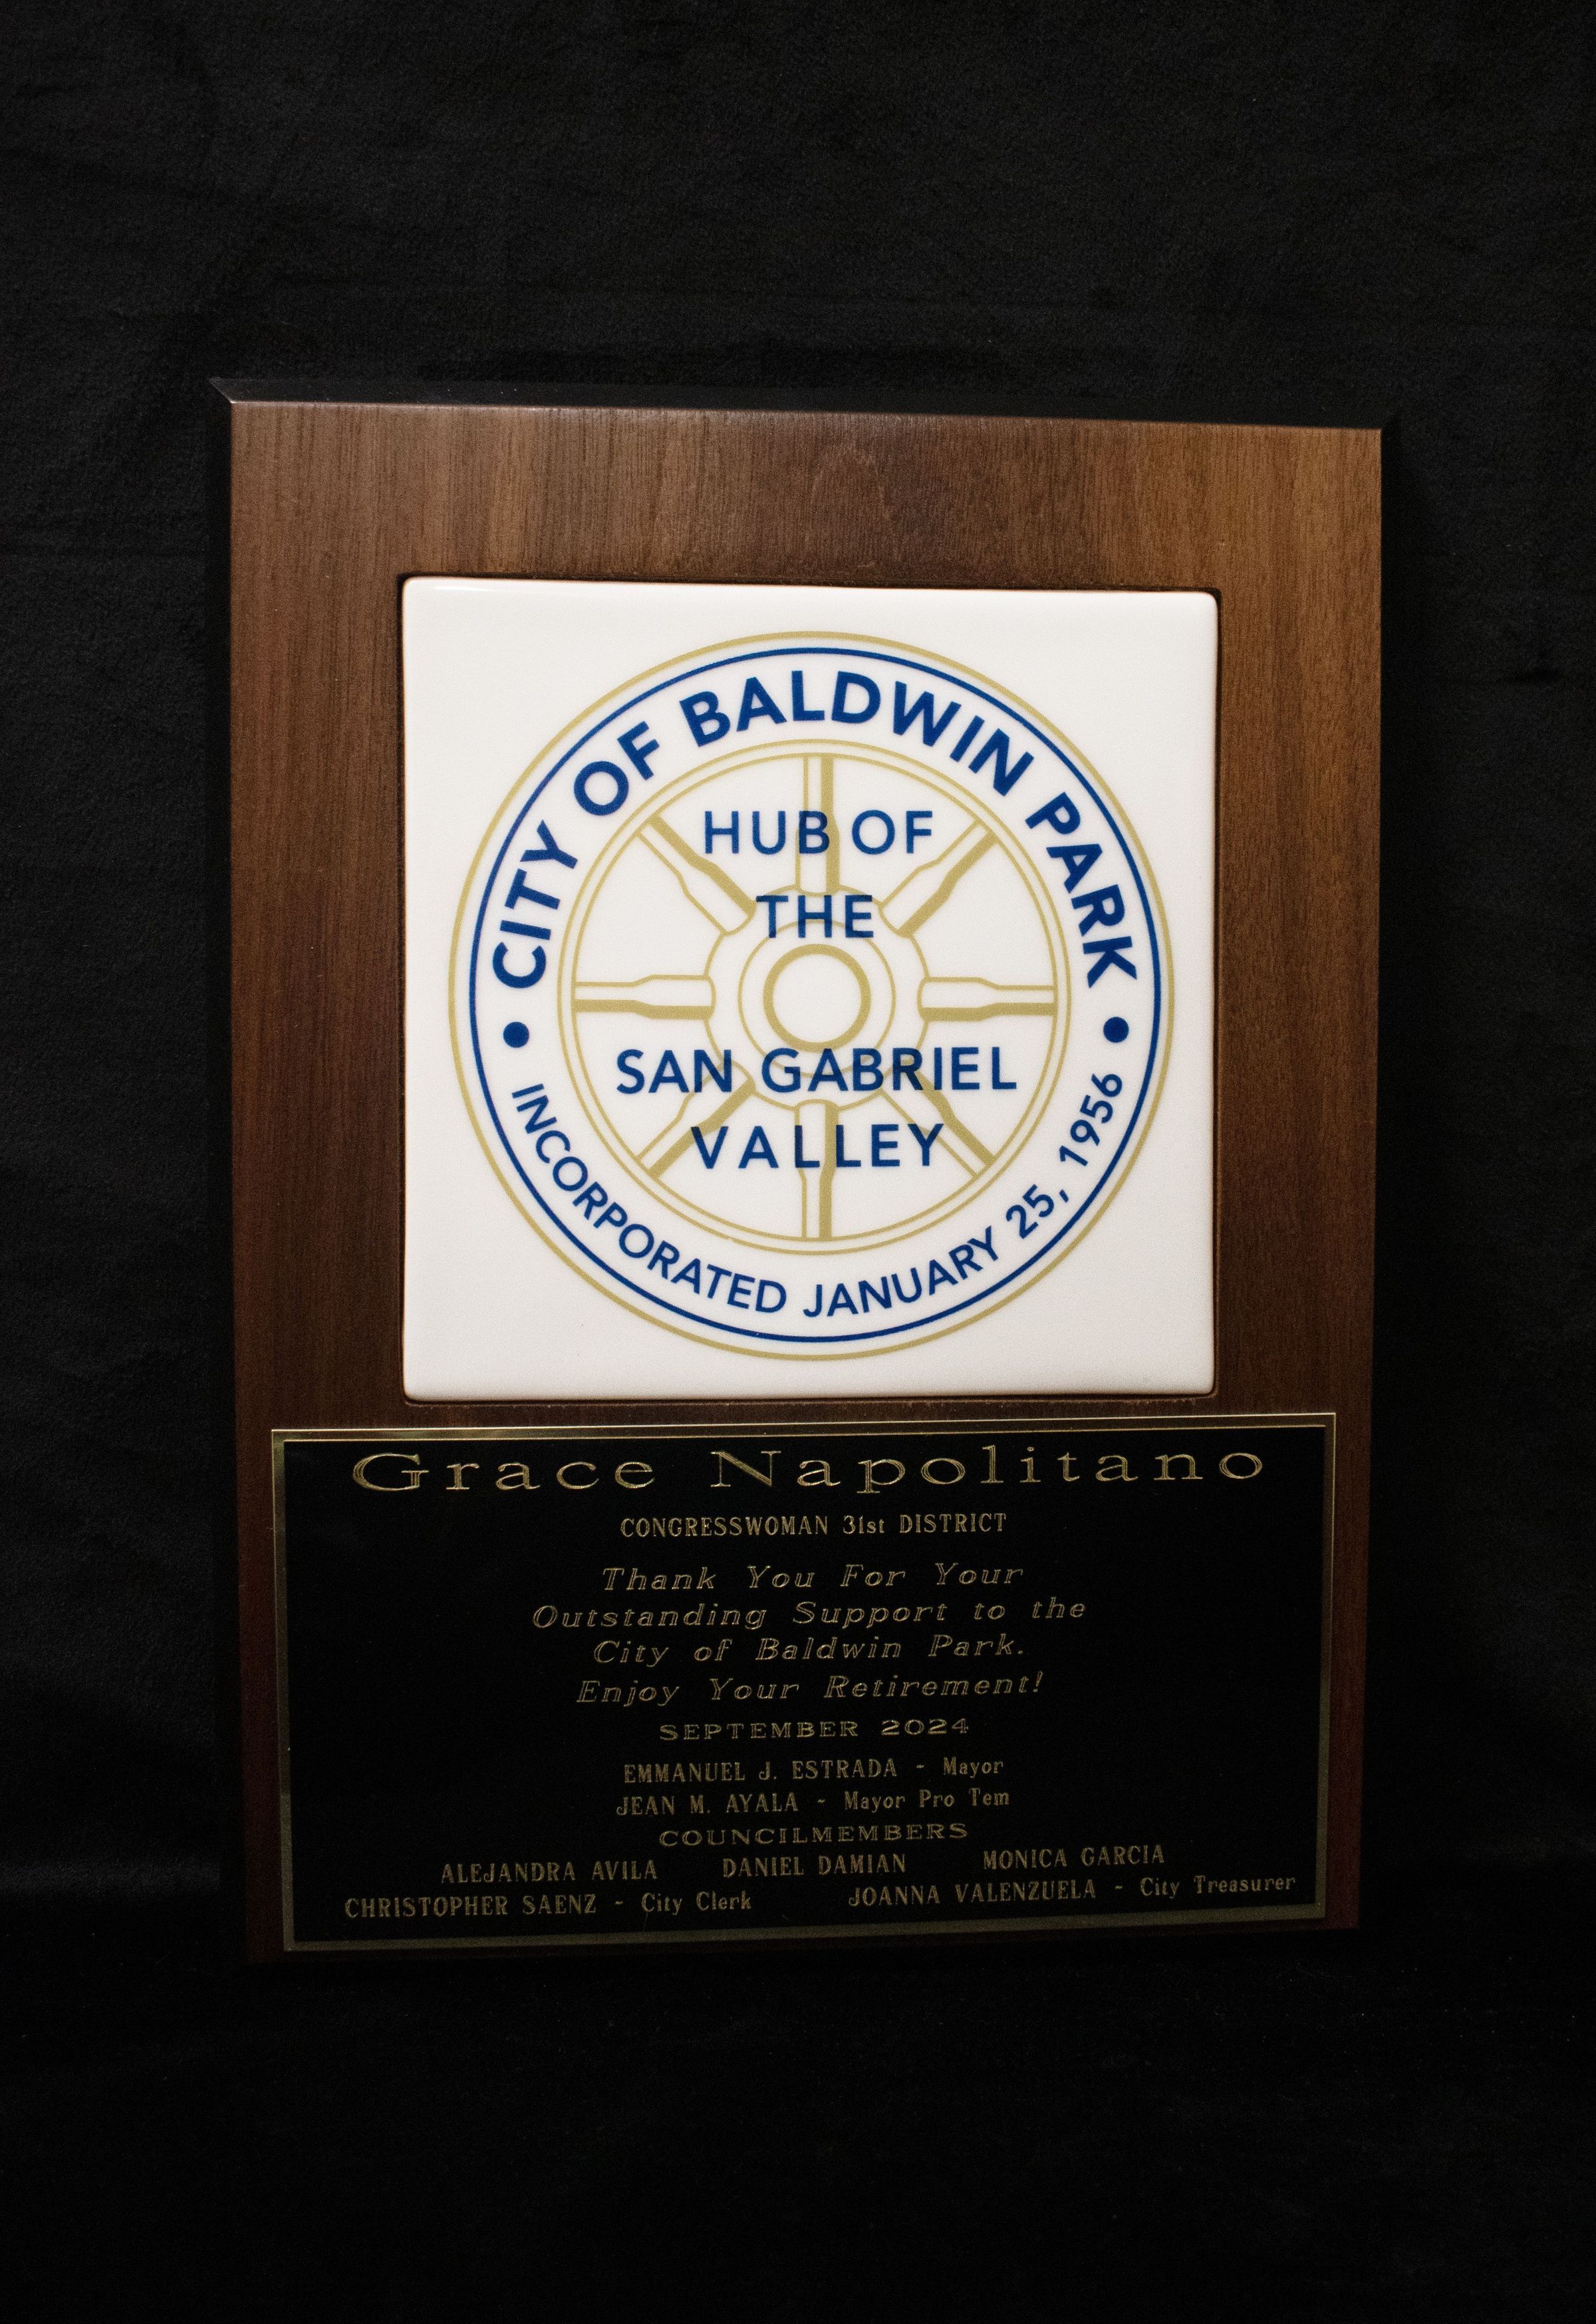 CITY OF BALDWIN PARK
HUB OF
THE
SAN GABRIEL
VALLEY
INCORPORATED JANUARY 25, 1956
Grace Napolitano
CONGRESSWOMAN 31st DISTRICT
Thank You For Your
Outstanding Support to the
City of Baldwin Park.
Enjoy Your Retirement!
SEPTEMBER 2024
EMMANUEL J. ESTRADA - Mayor
JEAN M. AYALA - Mayor Pro Tem
COUNCILMEMBERS
ALEJANDRA AVILA DANIEL DAMIAN MONICA GARCIA
CHRISTOPHER SAENZ - City Clerk JOANNA VALENZUELA - City Treasurer